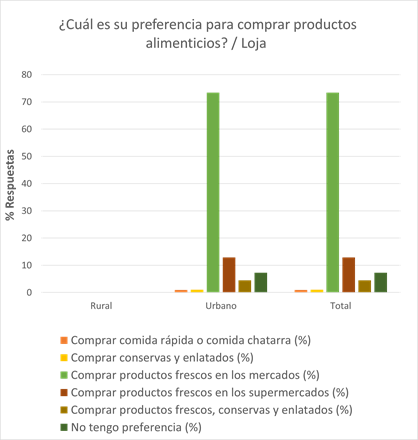 ¿Cuál es su preferencia para comprar productos
alimenticios? / Loja
% Respuestas
80
70
60
50
40
30
20
10
0
Rural Urbano Total
Comprar comida rápida o comida chatarra (%)
Comprar conservas y enlatados (%)
Comprar productos frescos en los mercados (%)
Comprar productos frescos en los supermercados (%)
Comprar productos frescos, conservas y enlatados (%)
No tengo preferencia (%)